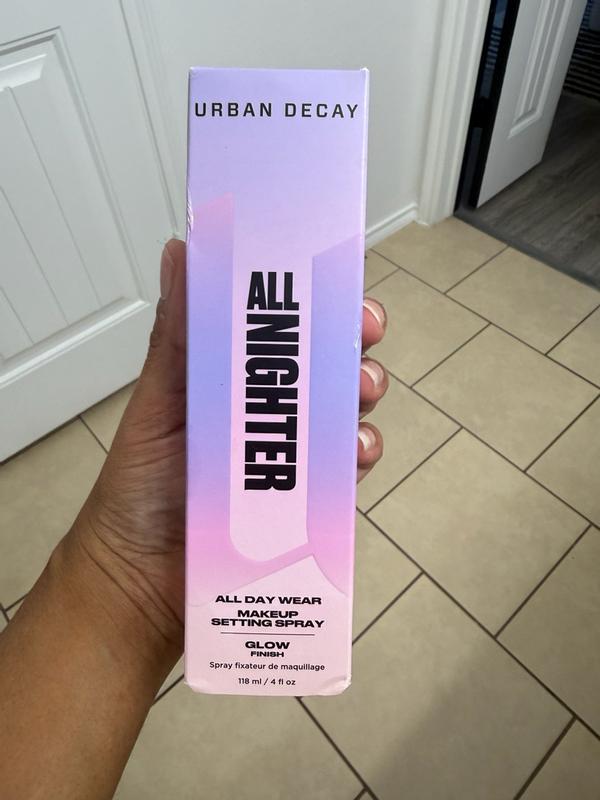 URBAN DECAY
ALL
NIGHTER
ALL DAY WEAR
MAKEUP
SETTING SPRAY
GLOW
FINISH
Spray fixateur de maquillage
118 ml / 4 fl oz